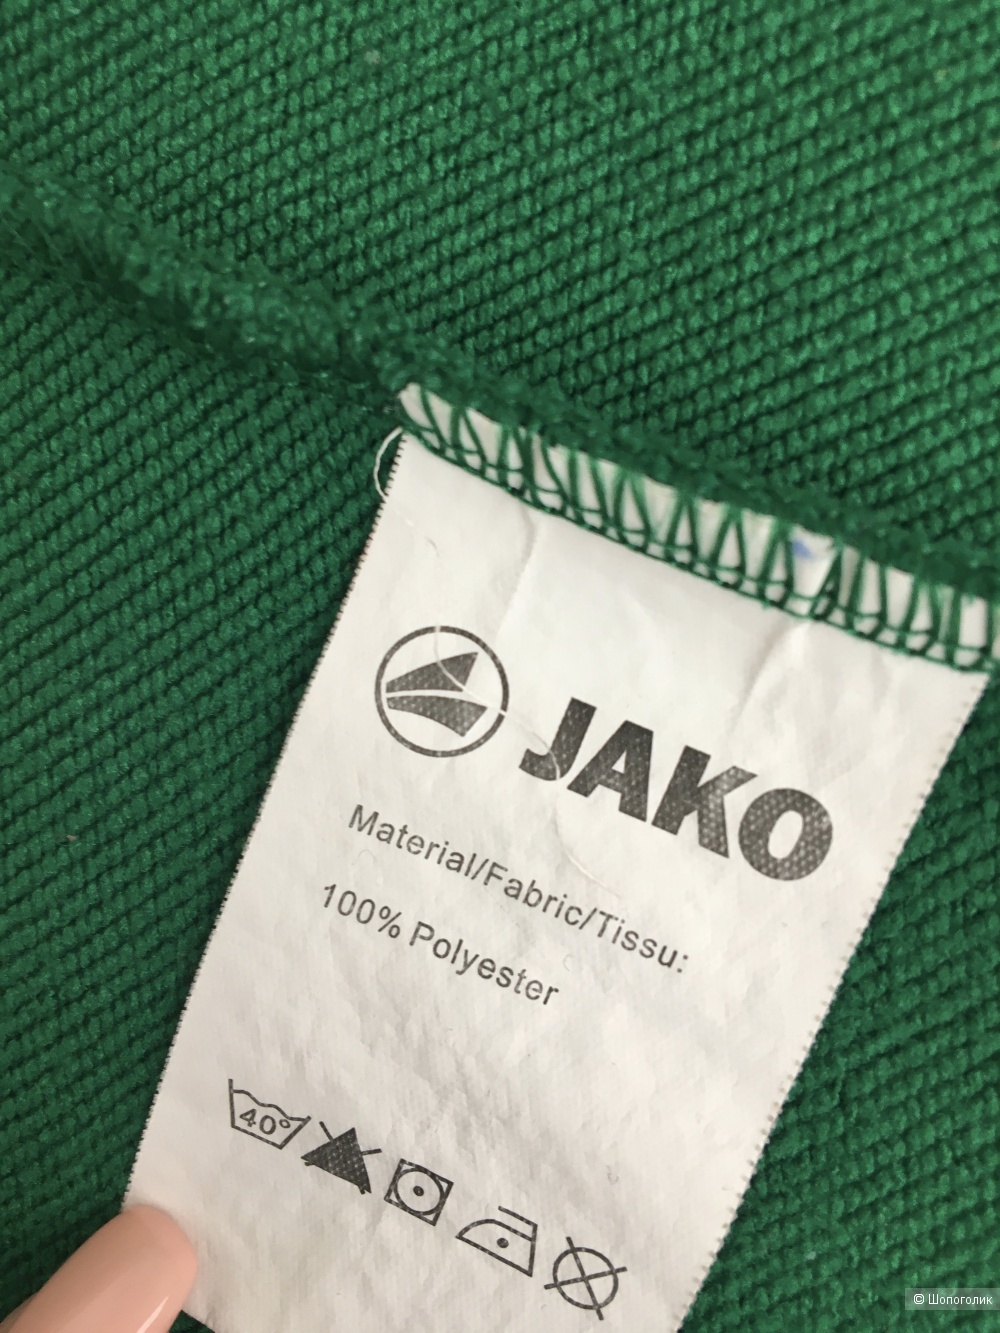 JAKO
Material/Fabric/Tissu:
100% Polyester
40°
© Шопоголик